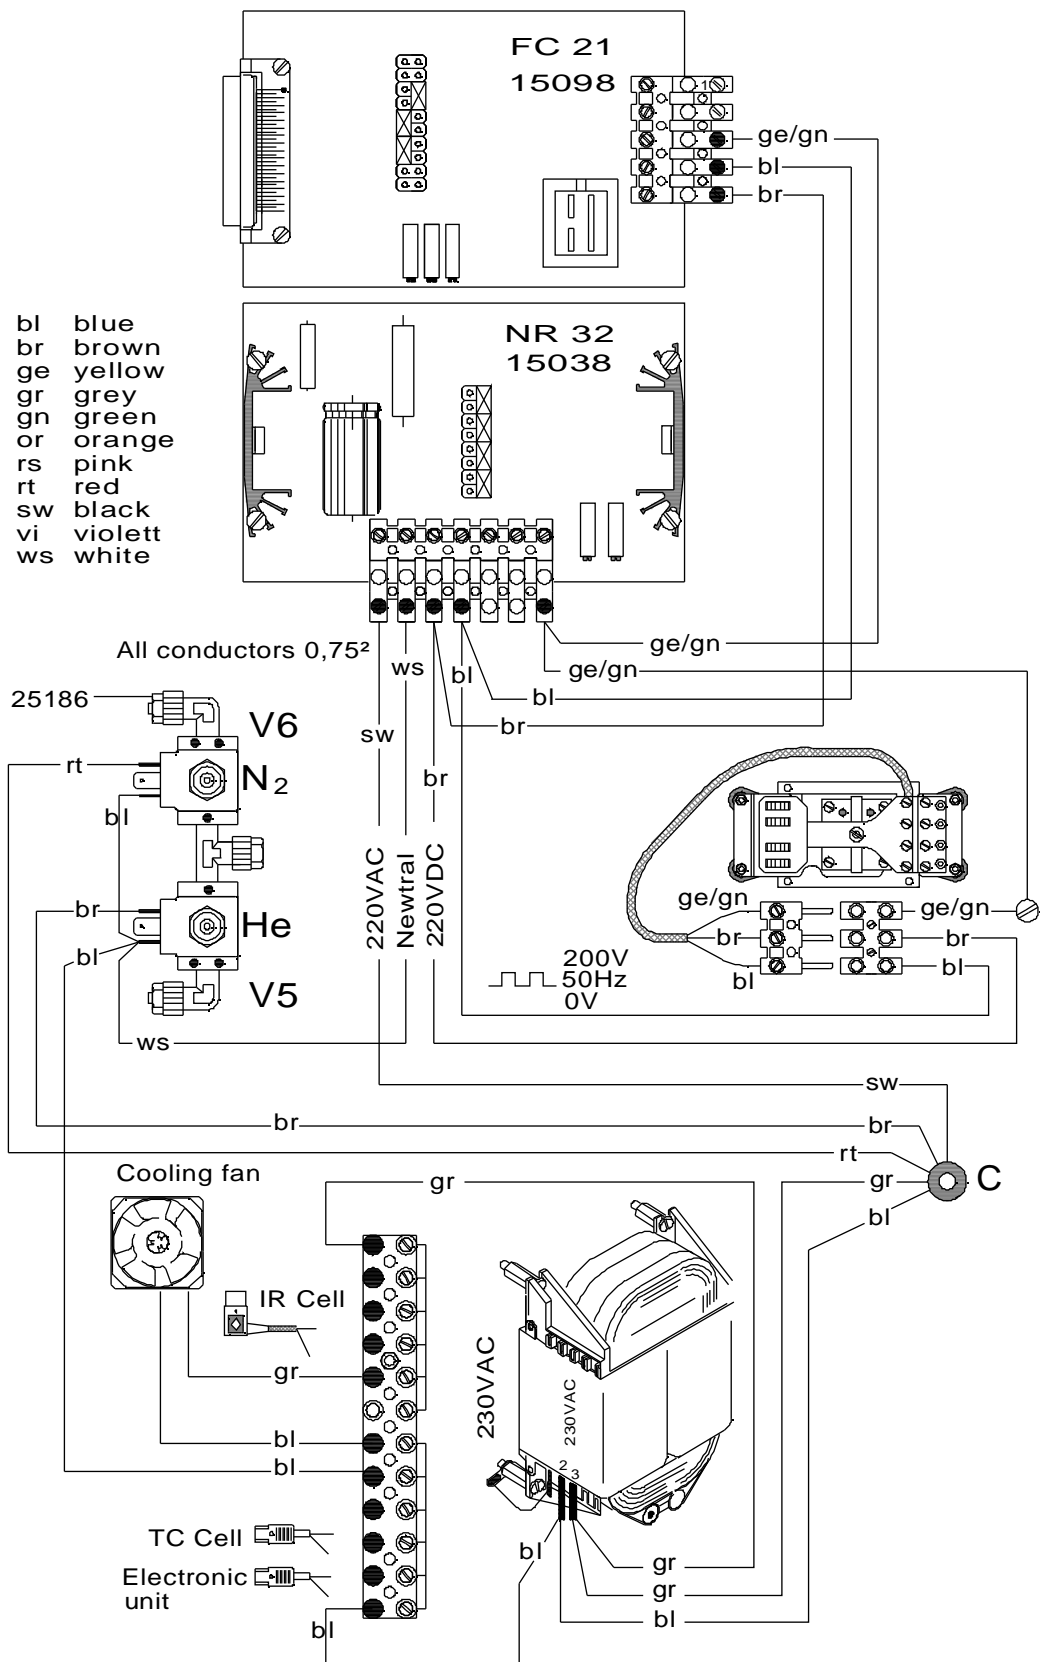 FC 21
15098
1
ge/gn
bl
br
NR 32
15038
bl blue
br brown
ge yellow
gr grey
gn green
or orange
rs pink
rt red
sw black
vi violett
ws white
All conductors 0,75²
ws
bl
ge/gn
ge/gn
bl
br
sw
br
25186
V6
rt
N2
bl
br
He
bl
V5
ws
220VAC
Newtral
220VDC
ge/gn
br
bl
ge/gn
br
bl
200V
50Hz
0V
sw
br
br
rt
gr
C
bl
Cooling fan
gr
IR Cell
gr
bl
bl
230VAC
230VAC
2
3
TC Cell
Electronic
unit
bl
bl
gr
gr
bl